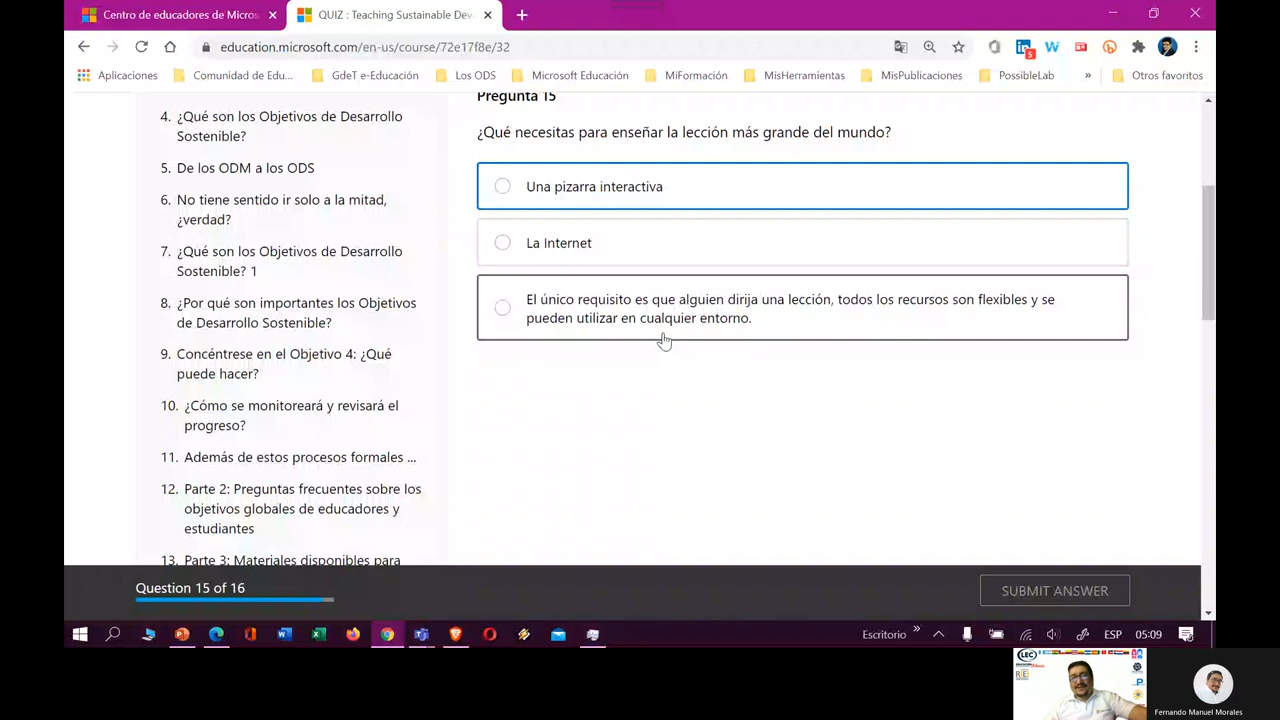 Centro de educadores de Micros
QUIZ : Teaching Sustainable Dev
education.microsoft.com/en-us/course/72e17f8e/32
5
Aplicaciones
Comunidad de Edu...
GdeT e-Educación
Los ODS
Microsoft Educación
MiFormación
MisHerramientas
MisPublicaciones
PossibleLab
»
Otros favoritos
4. ¿Qué son los Objetivos de Desarrollo
Sostenible?
5. De los ODM a los ODS
6. No tiene sentido ir solo a la mitad,
¿verdad?
7. ¿Qué son los Objetivos de Desarrollo
Sostenible? 1
8. ¿Por qué son importantes los Objetivos
de Desarrollo Sostenible?
9. Concéntrese en el Objetivo 4: ¿Qué
puede hacer?
10. ¿Cómo se monitoreará y revisará el
progreso?
11. Además de estos procesos formales ...
12. Parte 2: Preguntas frecuentes sobre los
objetivos globales de educadores y
estudiantes
13. Parte 3: Materiales disponibles para
Pregunta 15
¿Qué necesitas para enseñar la lección más grande del mundo?
Una pizarra interactiva
La Internet
El único requisito es que alguien dirija una lección, todos los recursos son flexibles y se
pueden utilizar en cualquier entorno.
Question 15 of 16
SUBMIT ANSWER
Escritorio
»
ESP
05:09
LEC
Fernando Manuel Morales